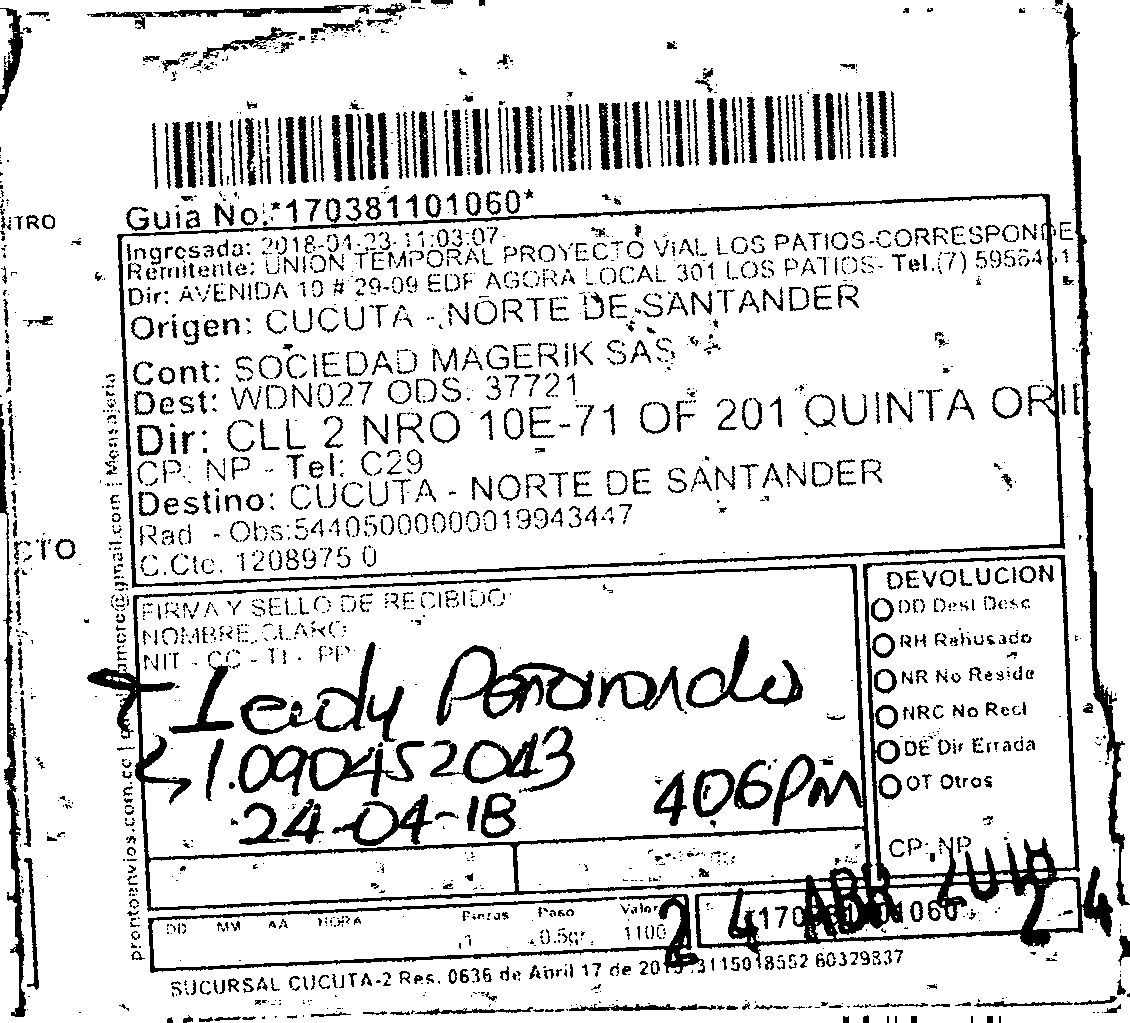 Guia No.:*170381101060*
NTRO
Ingresada: 2018-04-23-11:03:07
Remitente: UNION TEMPORAL PROYECTO VIAL LOS PATIOS-CORRESPONDE
Dir: AVENIDA 10 # 29-09 EDF AGORA LOCAL 301 LOS PATIOS- Tel.(7)
Origen: CUCUTA - NORTE DE SANTANDER
Cont: SOCIEDAD MAGERIK SAS
Dest: WDN027 ODS: 37721
Dir: CLL 2 NRO 10E-71 OF 201 QUINTA ORIE
CP: NP - Tel: C29
Destino: CUCUTA - NORTE DE SANTANDER
Rad - Obs:54405000000019943447
C.Cto. 1208975 0
CTO
FIRMA Y SELLO DE RECIBIDO
NOMBRE CLARO
NIT - CC - TI - PP
Leidy Peñaranda
1.090452043
24-04-18 406PM
DEVOLUCION
DD Dest Desc
RH Rehusado
NR No Reside
NRC No Recl
DE Dir Errada
OT Otros
CP: NP
24 ABR 24
DD MM AA HORA Piezas Peso Valor
1 0.5gr. 1100
SUCURSAL CUCUTA-2 Res. 0636 de Abril 17 de 3115018552 60329837
prontoenvios.com.co | @gmail.com | Mensajeria